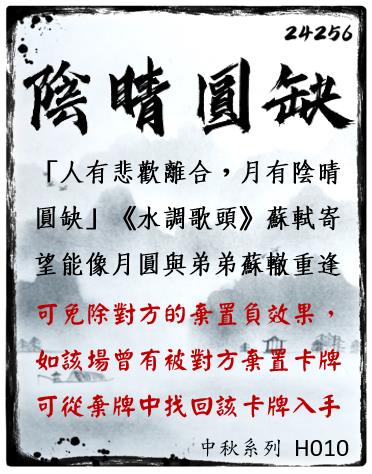 24256
陰晴圓缺
「人有悲歡離合，月有陰晴
圓缺」《水調歌頭》蘇軾寄
望能像月圓與弟弟蘇轍重逢
可免除對方的棄置負效果，
如該場曾有被對方棄置卡牌
可從棄牌中找回該卡牌入手
中秋系列 H010